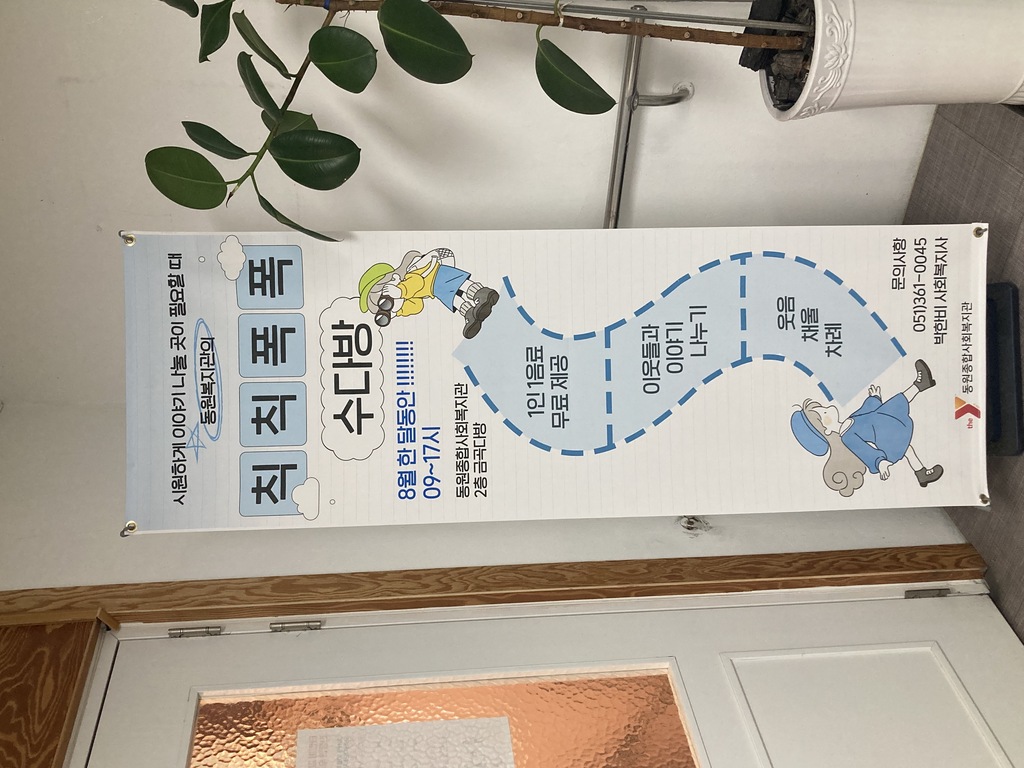 시원하게 이야기 나눌 곳이 필요할 때
동원복지관의
칙칙폭폭
수다방
8월 한 달동안 !!!!!!!!
09~17시
동원종합사회복지관
2층 금곡다방
1인 1음료
무료 제공
이웃들과
이야기
나누기
웃음
채울
차례
문의사항
051)361-0045
박한비 사회복지사
the
동원종합사회복지관